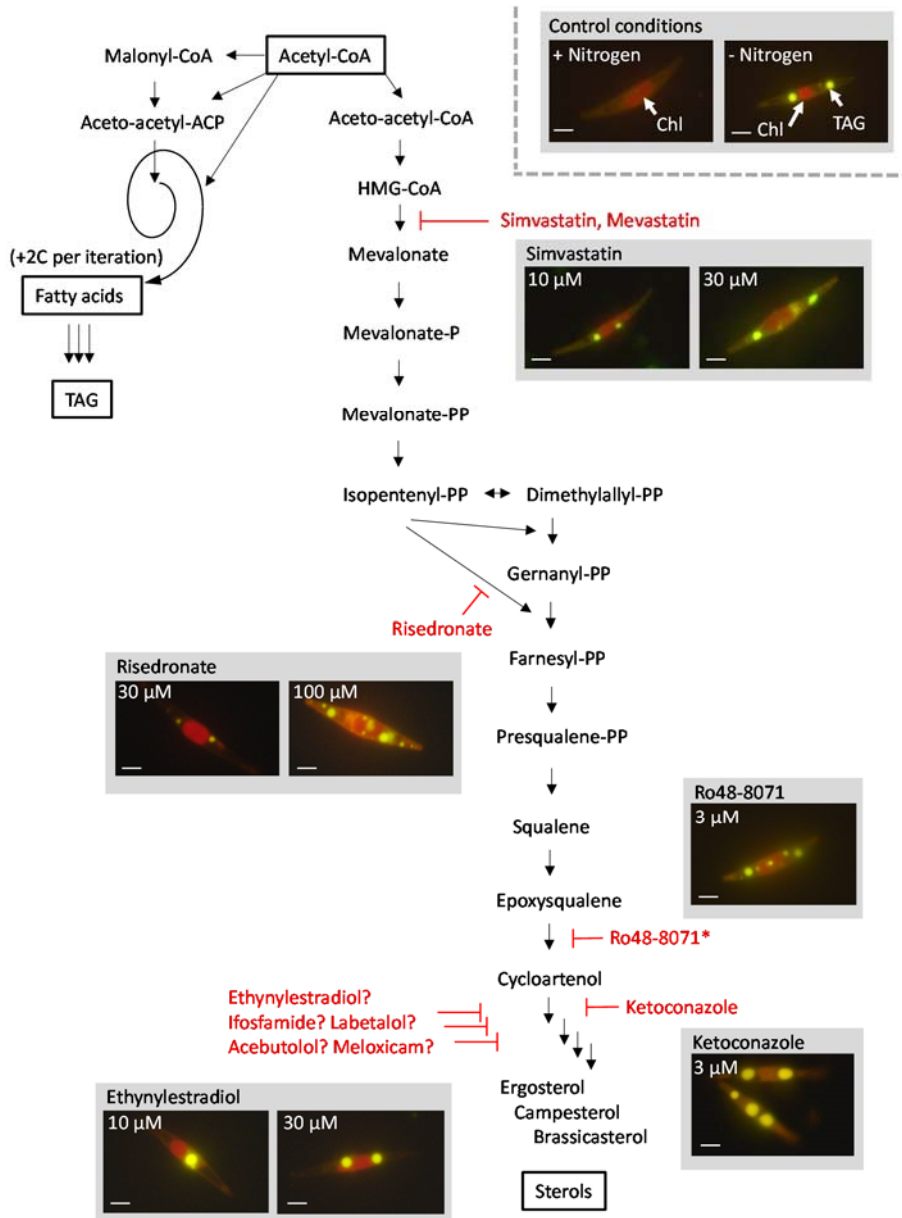 Control conditions
+ Nitrogen
- Nitrogen
Chl
Chl
TAG
Malonyl-CoA
Acetyl-CoA
Aceto-acetyl-ACP
Aceto-acetyl-CoA
HMG-CoA
Simvastatin, Mevastatin
(+2C per iteration)
Mevalonate
Fatty acids
Simvastatin
10 µM
30 µM
Mevalonate-P
TAG
Mevalonate-PP
Isopentenyl-PP
Dimethylallyl-PP
Gernanyl-PP
Risedronate
Farnesyl-PP
Risedronate
30 µM
100 µM
Presqualene-PP
Ro48-8071
3 µM
Squalene
Epoxysqualene
Ro48-8071*
Cycloartenol
Ethynylestradiol?
Ifosfamide? Labetalol?
Acebutolol? Meloxicam?
Ketoconazole
Ketoconazole
3 µM
Ergosterol
Campesterol
Brassicasterol
Ethynylestradiol
10 µM
30 µM
Sterols